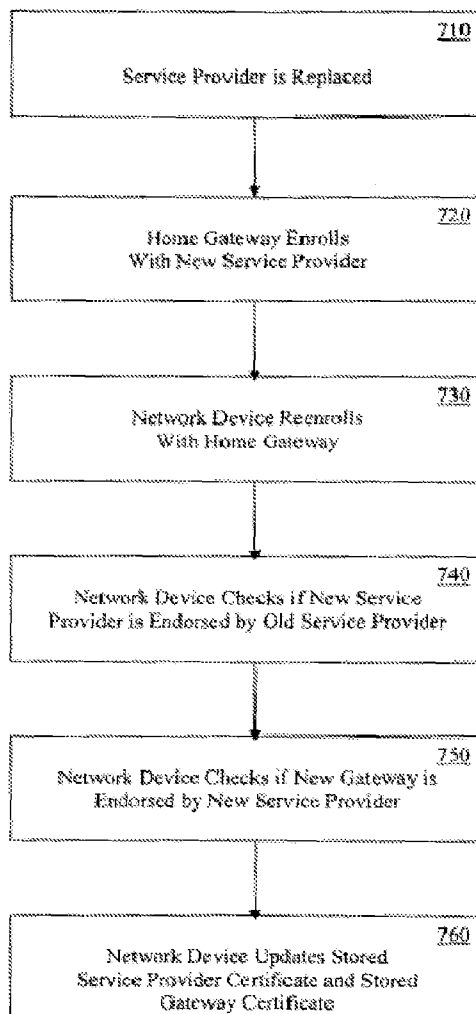 710
Service Provider is Replaced
720
Home Gateway Enrolls
With New Service Provider
730
Network Device Reenrolls
With Home Gateway
740
Network Device Checks if New Service
Provider is Endorsed by Old Service Provider
750
Network Device Checks if New Gateway is
Endorsed by New Service Provider
760
Network Device Updates Stored
Service Provider Certificate and Stored
Gateway Certificate